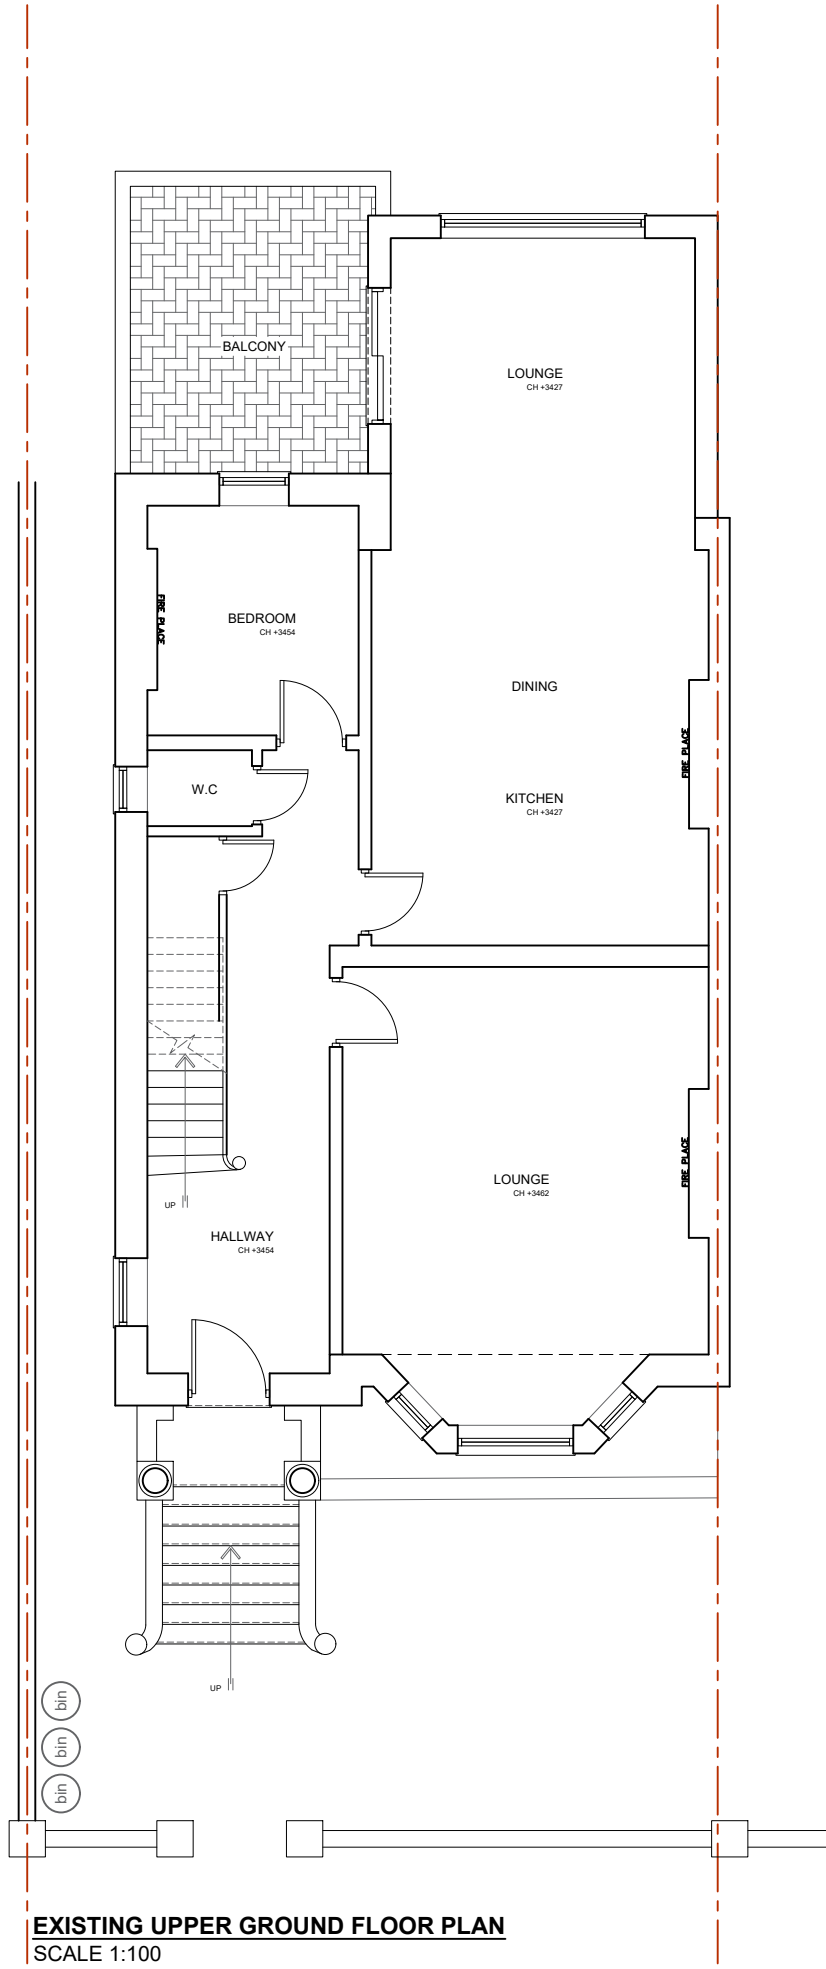 BALCONY
LOUNGE
CH +3427
BEDROOM
CH +3454
FIRE PLACE
DINING
FIRE PLACE
W.C
KITCHEN
CH +3427
LOUNGE
CH +3462
FIRE PLACE
UP
HALLWAY
CH +3454
UP
bin
bin
bin
EXISTING UPPER GROUND FLOOR PLAN
SCALE 1:100